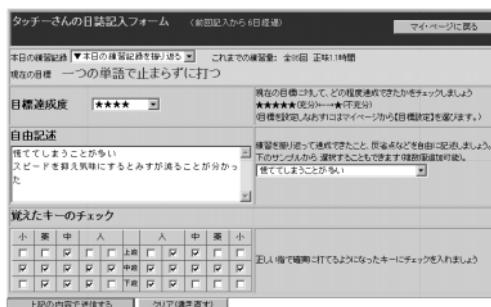 タッチーさんの日誌記入フォーム （前回記入から6日経過） マイ・ページに戻る
本日の練習記録 ▼本日の練習記録を振り返る これまでの練習量: 全06回 正味1.1時間
現在の目標 一つの単語で止まらずに打つ
目標達成度 ★★★★
現在の目標に対して、どの程度達成できたかをチェックしましょう
★★★★★(充分)←→★(不充分)
(目標を設定しなおすにはマイページから【目標設定】を選びます。)
自由記述
慌ててしまうことが多い
スピードを抑え気味にするとみすが減ることが分かった
練習を振り返って達成できたこと、反省点などを自由に記述しましょう。
下のサンプルから選択することもできます(複数個追加可能)。
慌ててしまうことが多い
覚えたキーのチェック
小 薬 中 人 人 中 薬 小
上段
中段
下段
正しい指で確実に打てるようになったキーにチェックを入れましょう
上記の内容で送信する クリア(書き直す)